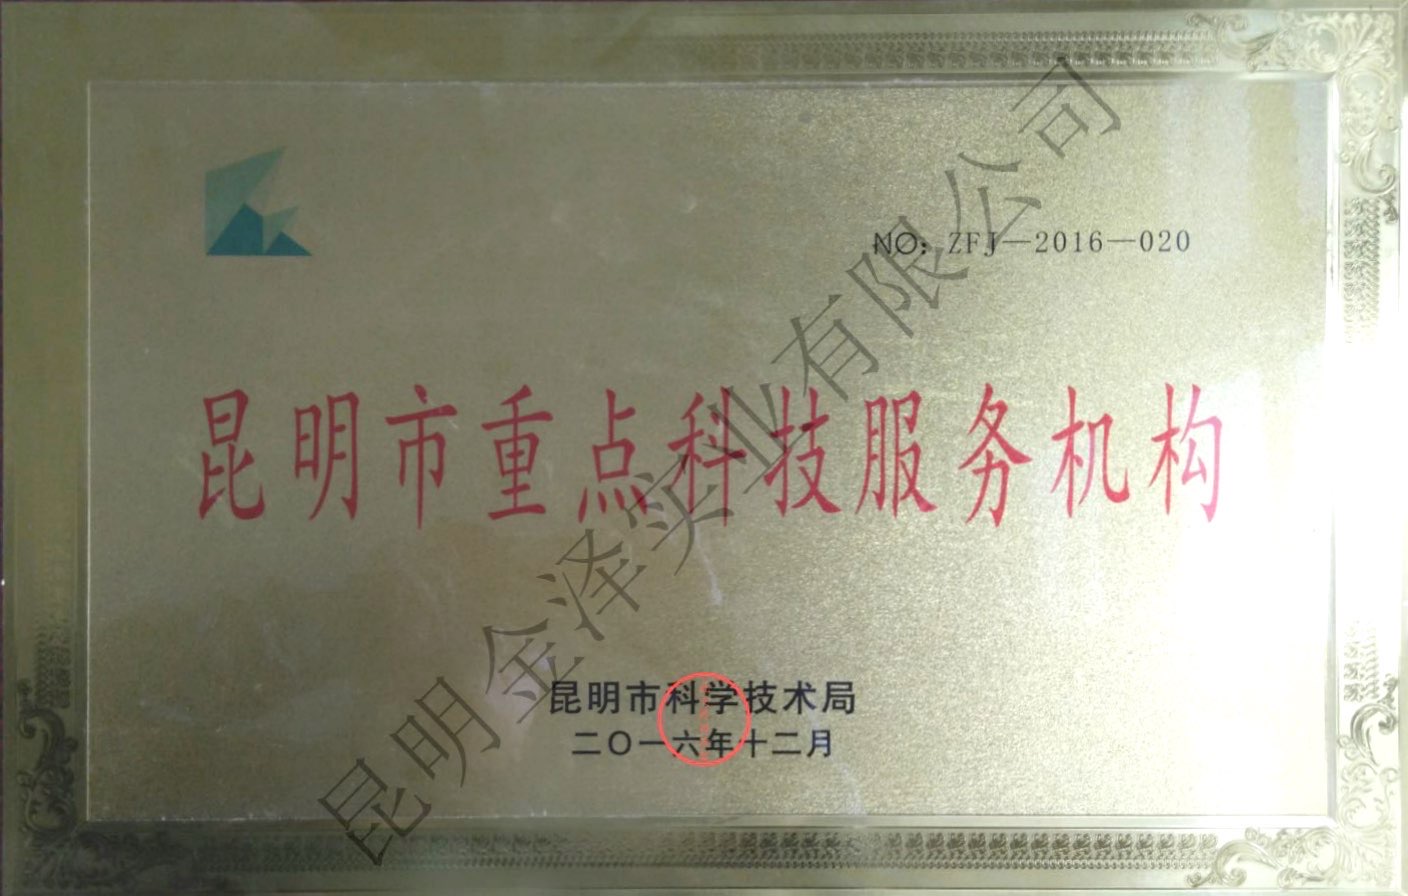 NO：ZFJ—2016—020
昆明市重点科技服务机构
昆明市科学技术局
二〇一六年十二月
昆明金泽实业有限公司